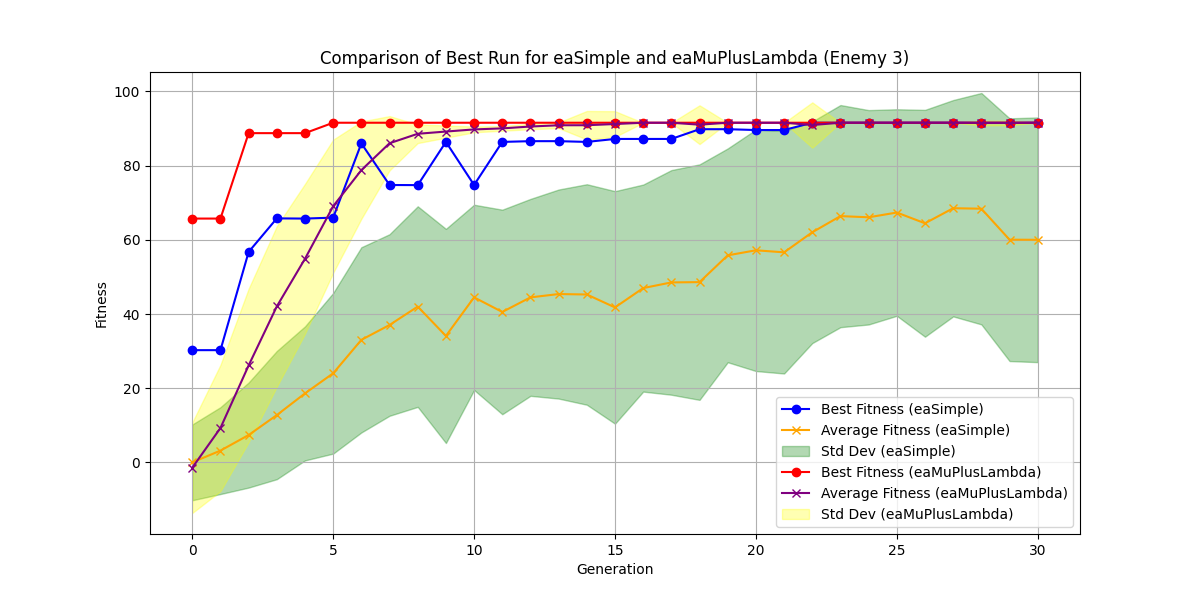 Comparison of Best Run for eaSimple and eaMuPlusLambda (Enemy 3)
Fitness
100
80
60
40
20
0
0 5 10 15 20 25 30
Generation
Best Fitness (eaSimple)
Average Fitness (eaSimple)
Std Dev (eaSimple)
Best Fitness (eaMuPlusLambda)
Average Fitness (eaMuPlusLambda)
Std Dev (eaMuPlusLambda)